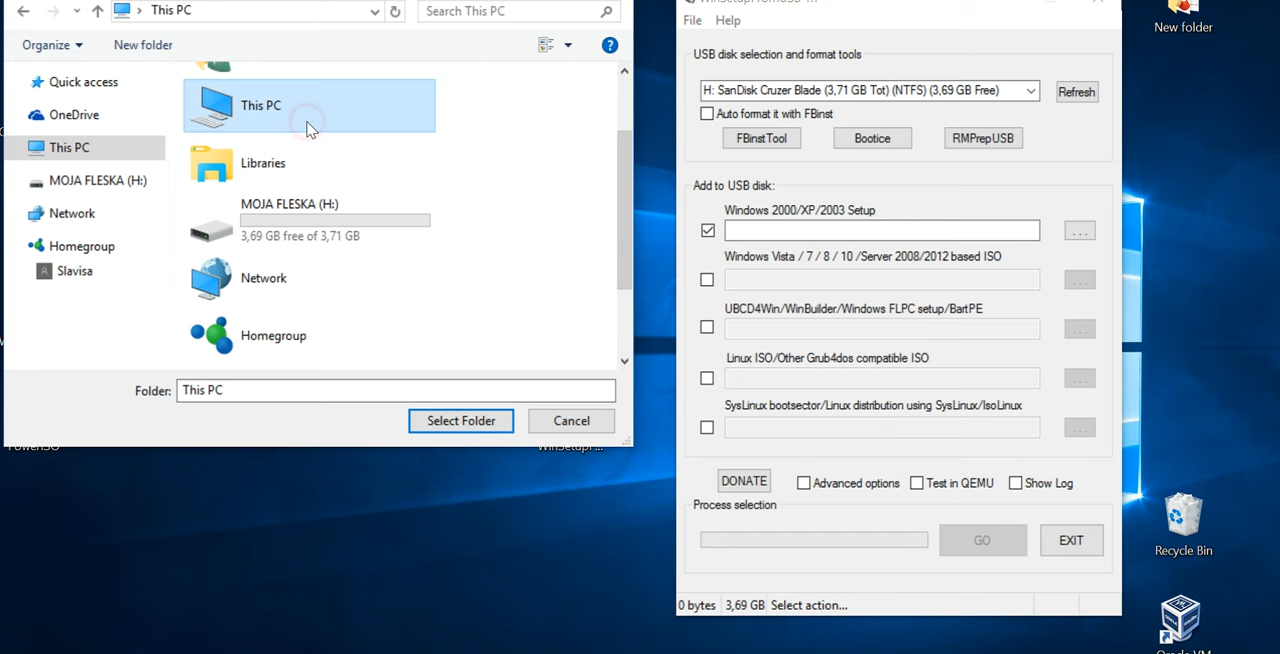 This PC
Search This PC
Organize
New folder
?
Quick access
OneDrive
This PC
MOJA FLESKA (H:)
Network
Homegroup
Slavisa
This PC
Libraries
MOJA FLESKA (H:)
3,69 GB free of 3,71 GB
Network
Homegroup
Folder:
This PC
Select Folder
Cancel
File
Help
USB disk selection and format tools
H: SanDisk Cruzer Blade (3,71 GB Tot) (NTFS) (3,69 GB Free)
Refresh
Auto format it with FBinst
FBinstTool
Bootice
RMPrepUSB
Add to USB disk:
Windows 2000/XP/2003 Setup
...
Windows Vista / 7 / 8 / 10 /Server 2008/2012 based ISO
...
UBCD4Win/WinBuilder/Windows FLPC setup/BartPE
...
Linux ISO/Other Grub4dos compatible ISO
...
SysLinux bootsector/Linux distribution using SysLinux/IsoLinux
...
DONATE
Advanced options
Test in QEMU
Show Log
Process selection
GO
EXIT
0 bytes
3,69 GB
Select action...
New folder
Recycle Bin